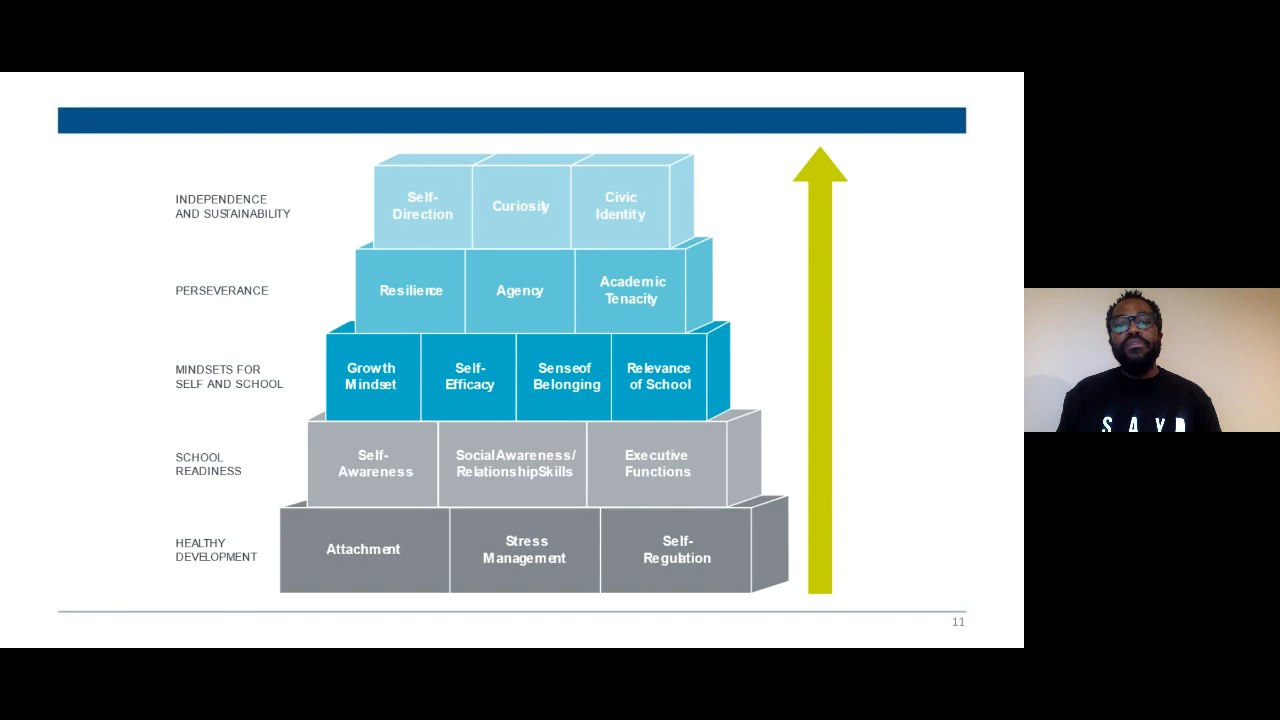 INDEPENDENCE
AND SUSTAINABILITY
Self-
Direction
Curiosity
Civic
Identity
PERSEVERANCE
Resilience
Agency
Academic
Tenacity
MINDSETS FOR
SELF AND SCHOOL
Growth
Mindset
Self-
Efficacy
Sense of
Belonging
Relevance
of School
SCHOOL
READINESS
Self-
Awareness
Social Awareness/
Relationship Skills
Executive
Functions
HEALTHY
DEVELOPMENT
Attachment
Stress
Management
Self-
Regulation
11